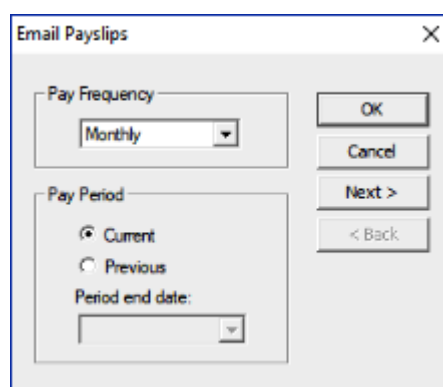 Email Payslips
Pay Frequency
Monthly
OK
Cancel
Next >
< Back
Pay Period
Current
Previous
Period end date: